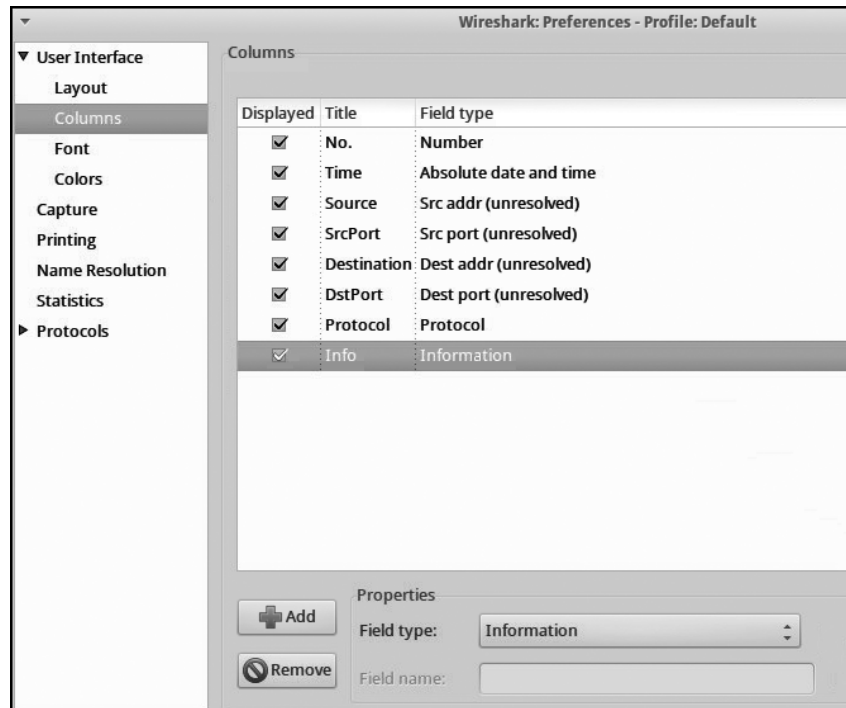 Wireshark: Preferences - Profile: Default
User Interface
Layout
Columns
Font
Colors
Capture
Printing
Name Resolution
Statistics
Protocols
Columns
Displayed Title Field type
No. Number
Time Absolute date and time
Source Src addr (unresolved)
SrcPort Src port (unresolved)
Destination Dest addr (unresolved)
DstPort Dest port (unresolved)
Protocol Protocol
Info Information
Add
Remove
Properties
Field type: Information
Field name: